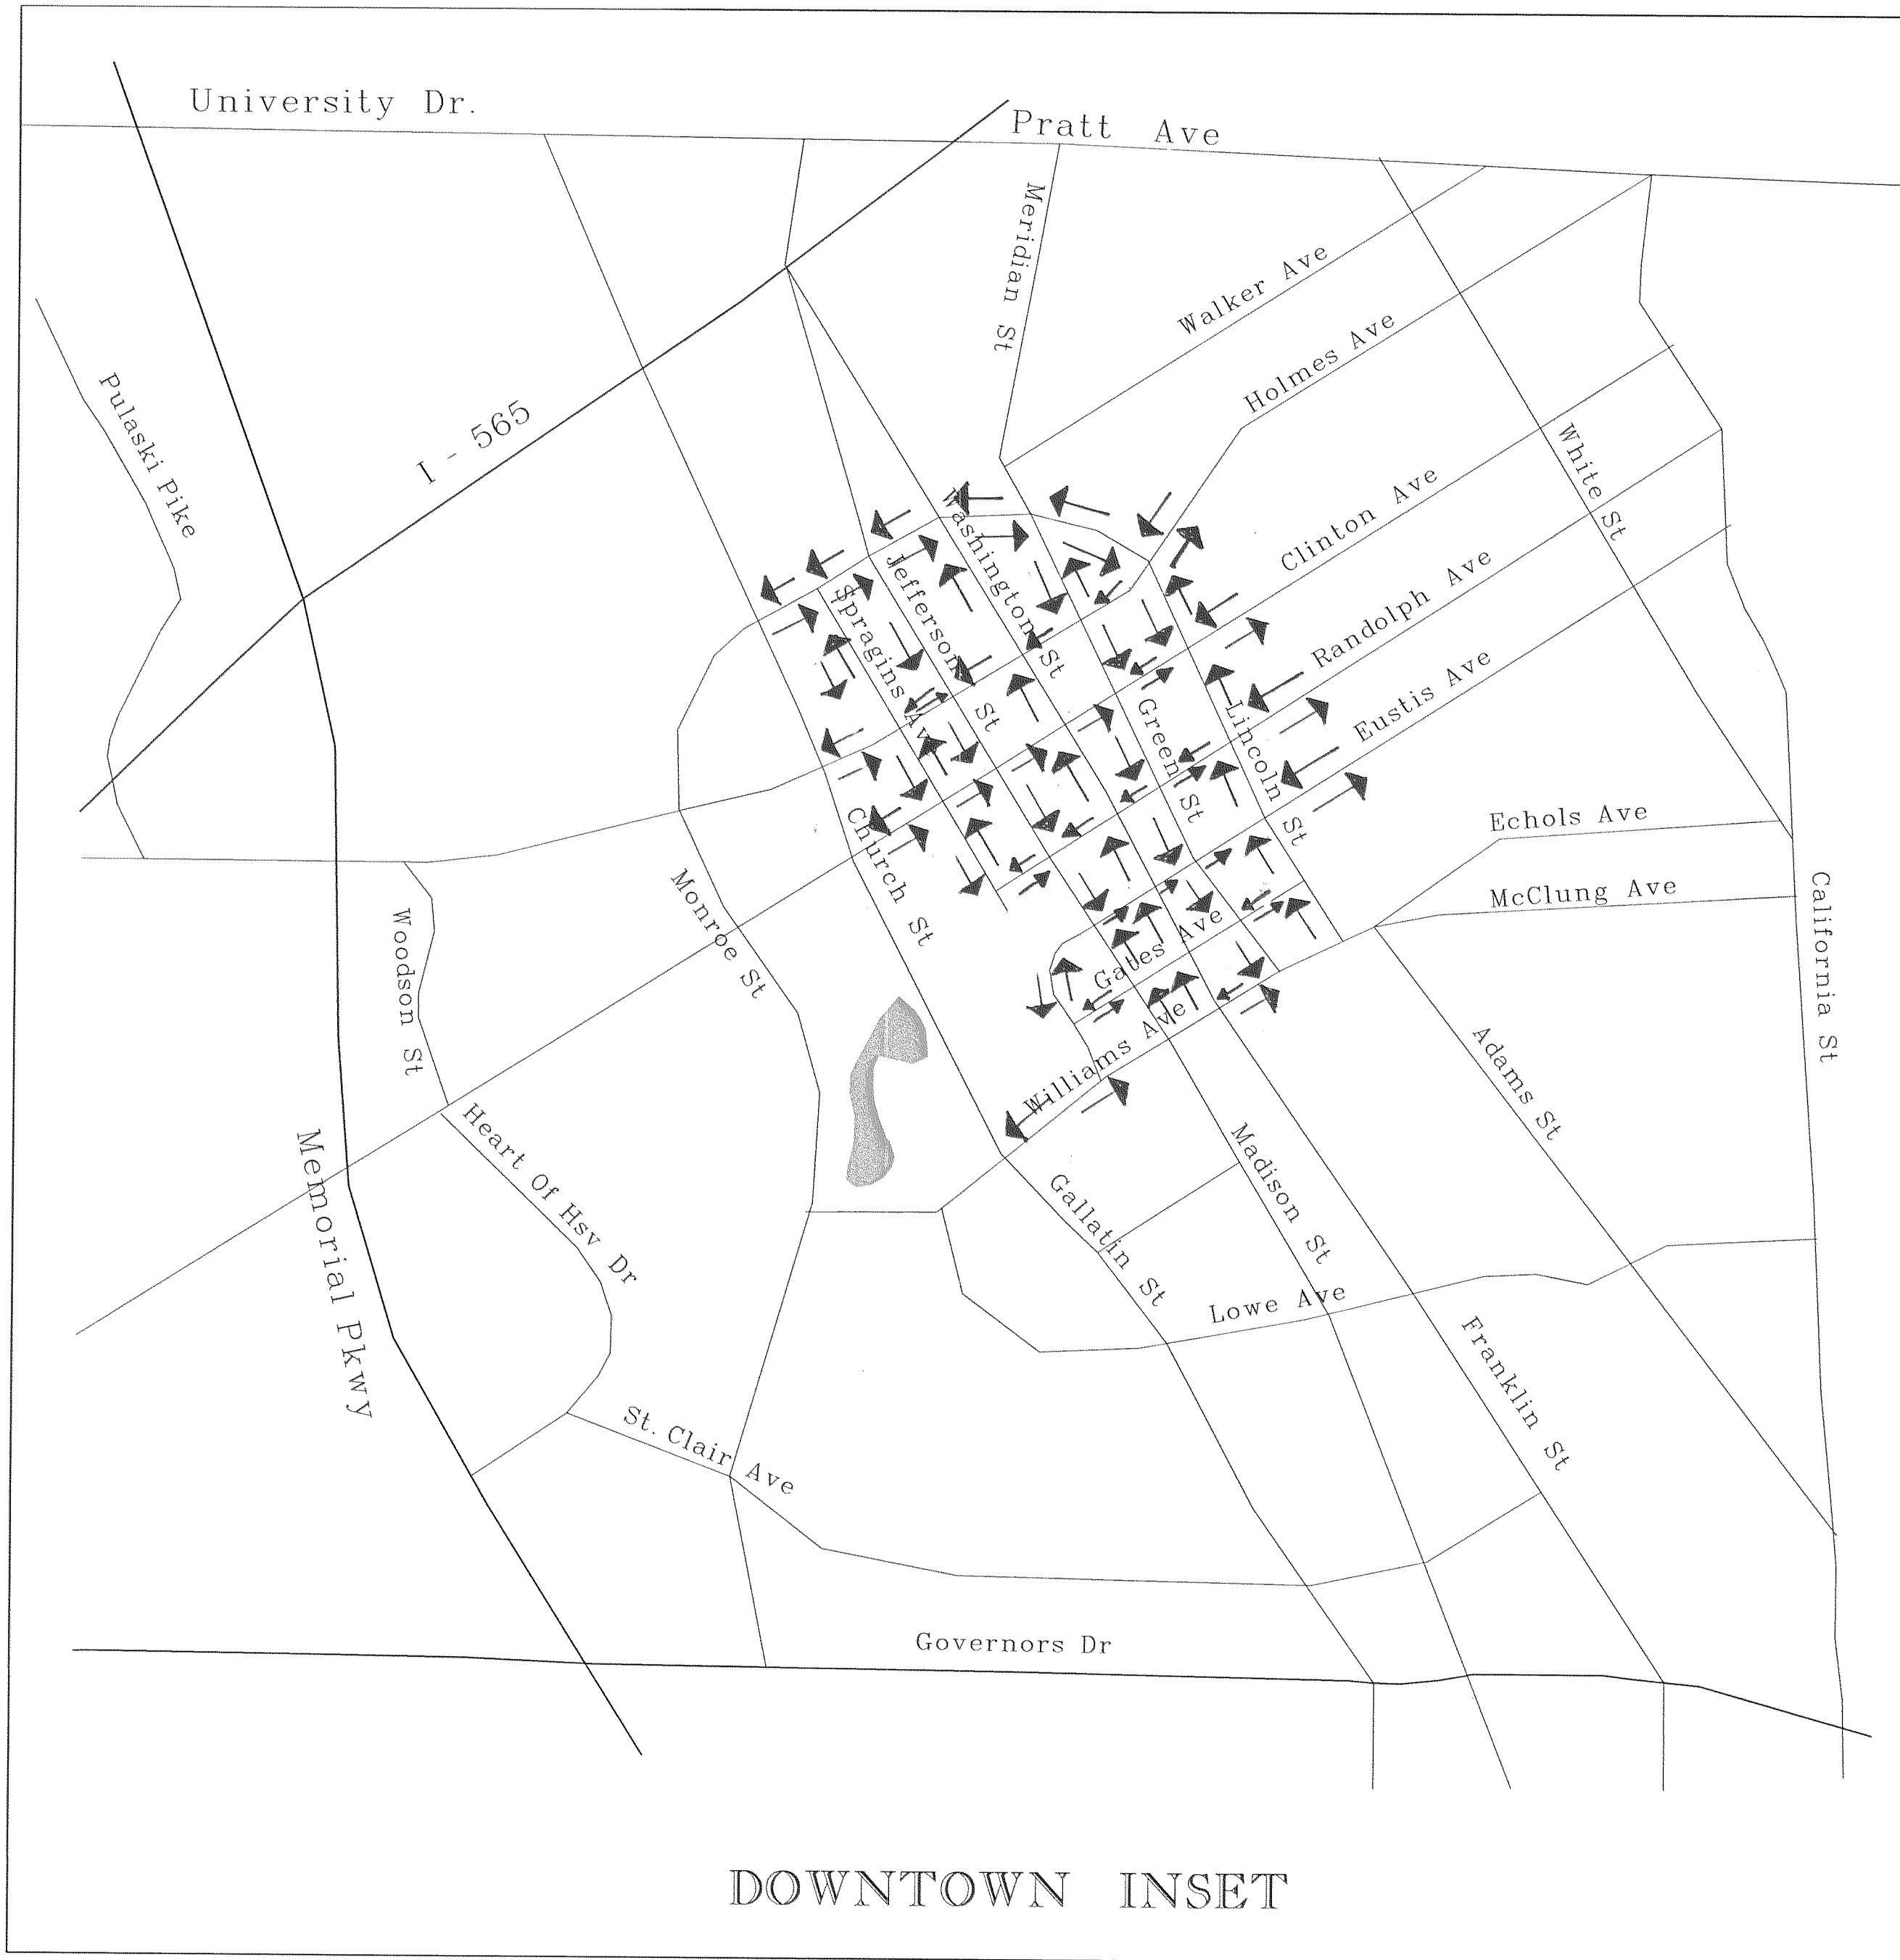 University Dr.
Pratt Ave
Meridian St
Walker Ave
Holmes Ave
Pulaski Pike
I - 565
White St
Washington St
Clinton Ave
Jefferson St
Spragins Av
Randolph Ave
Eustis Ave
Green St
Lincoln St
Church St
Echols Ave
McClung Ave
California St
Monroe St
Woodson St
Gates Ave
Williams Ave
Adams St
Heart Of Hsv Dr
Memorial Pkwy
Gallatin St
Madison St
Lowe Ave
Franklin St
St. Clair Ave
Governors Dr
DOWNTOWN INSET